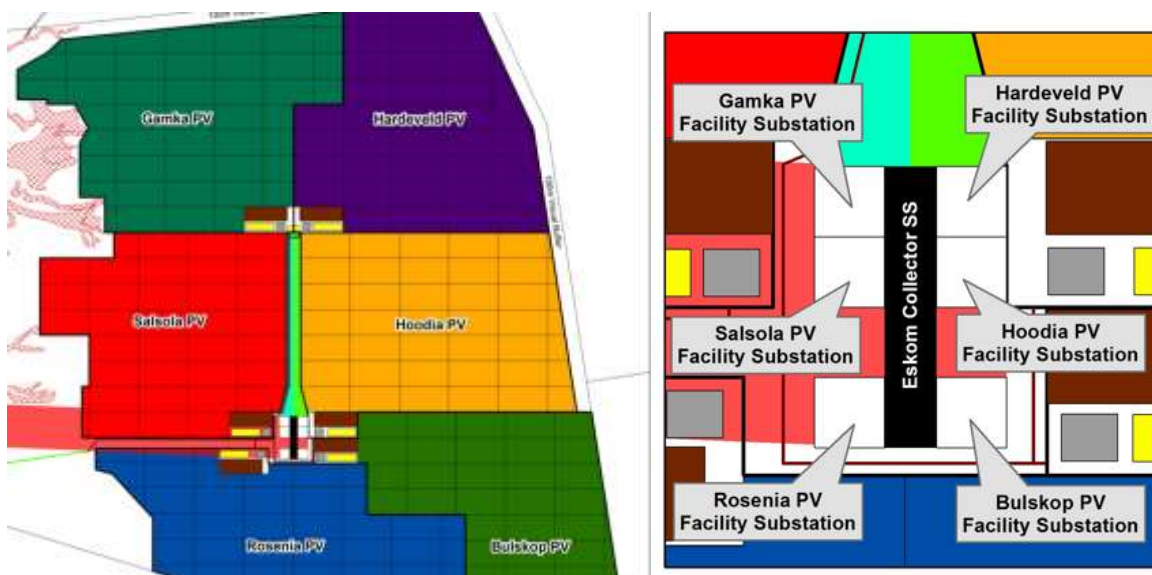 Gamka PV
Hardeveld PV
Salsola PV
Hoodia PV
Rosenia PV
Bulskop PV
Gamka PV
Facility Substation
Hardeveld PV
Facility Substation
Salsola PV
Facility Substation
Hoodia PV
Facility Substation
Eskom Collector SS
Rosenia PV
Facility Substation
Bulskop PV
Facility Substation